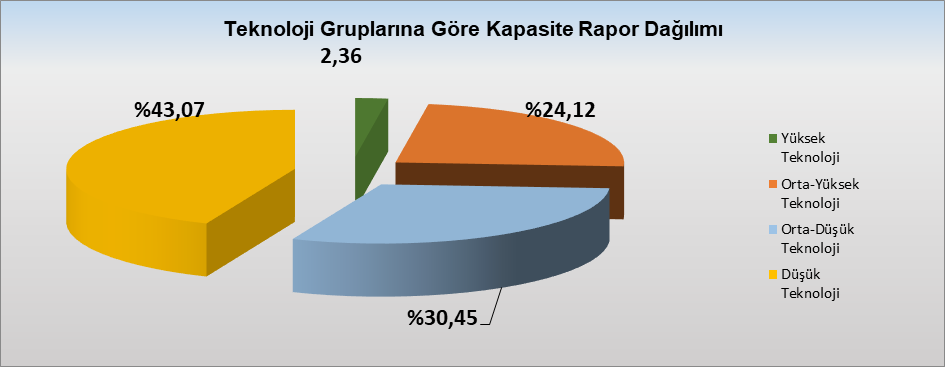 Teknoloji Gruplarına Göre Kapasite Rapor Dağılımı
2,36
%43,07
%24,12
%30,45
Yüksek
Teknoloji
Orta-Yüksek
Teknoloji
Orta-Düşük
Teknoloji
Düşük
Teknoloji